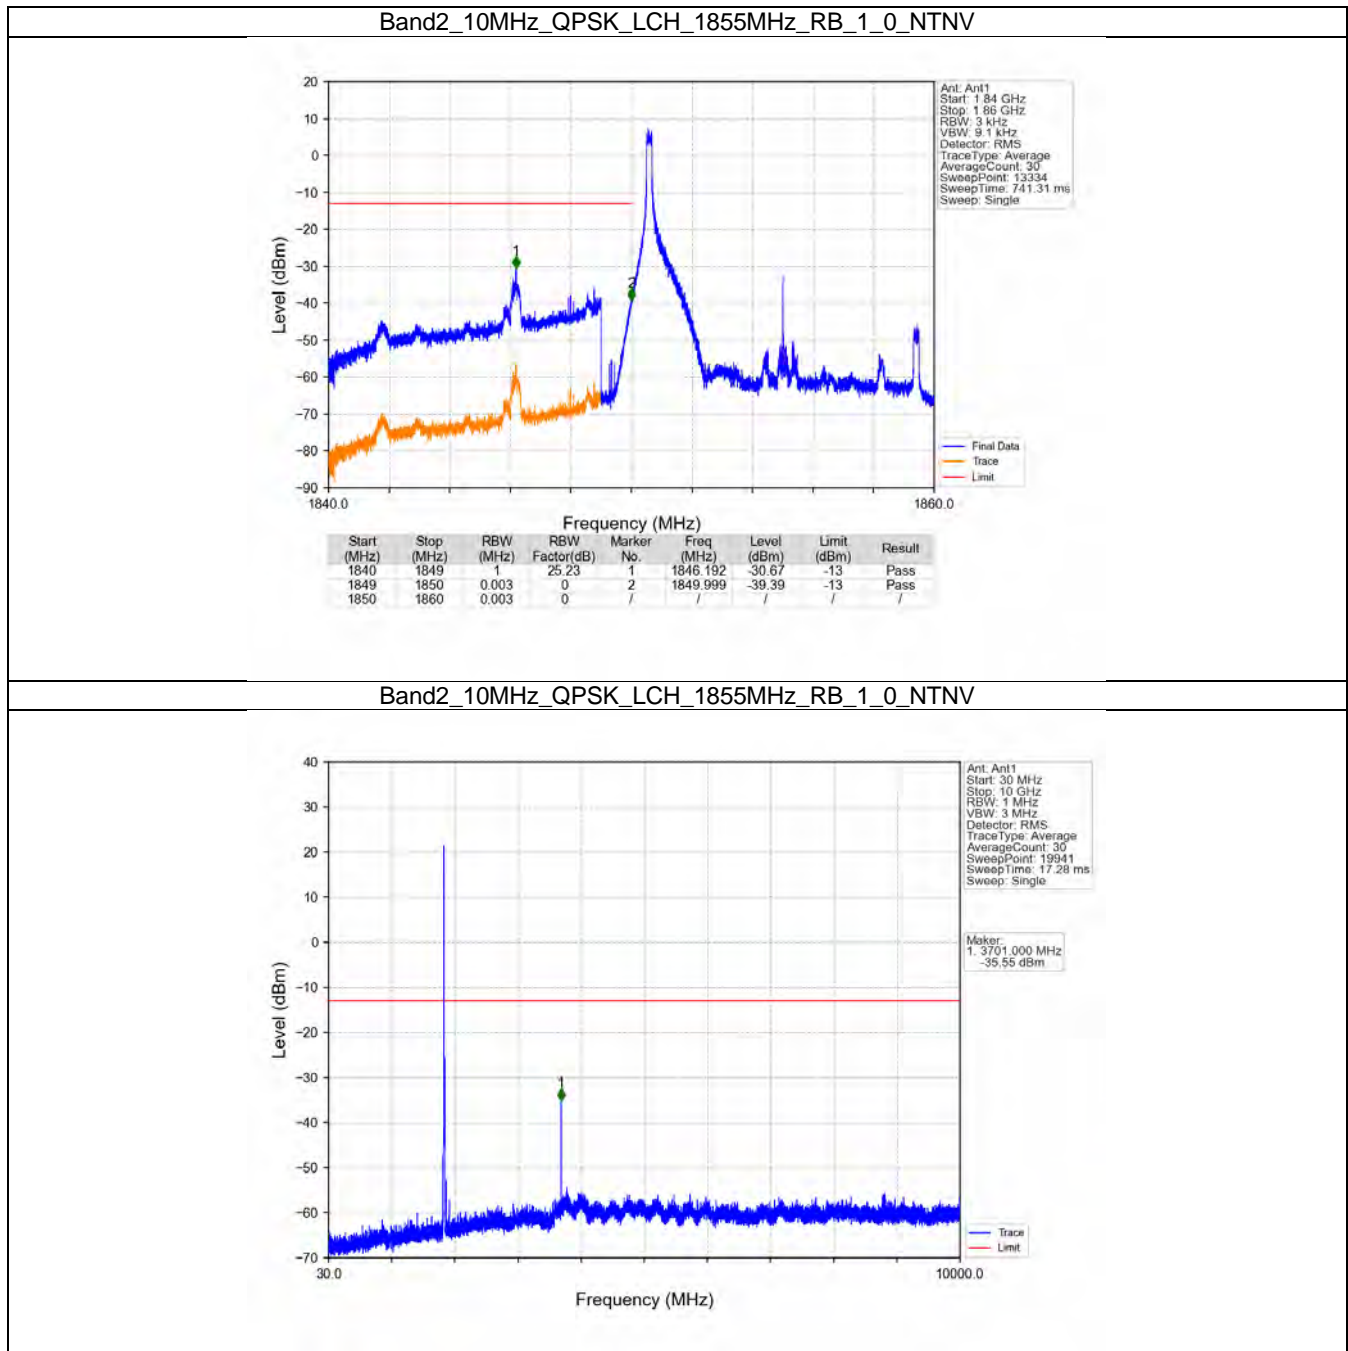 Band2_10MHz_QPSK_LCH_1855MHz_RB_1_0_NTNV
20
10
0
-10
-20
-30
-40
-50
-60
-70
-80
-90
Level (dBm)
1
2
1840.0
1860.0
Frequency (MHz)
Ant: Ant1
Start: 1.84 GHz
Stop: 1.86 GHz
RBW: 3 kHz
VBW: 9.1 kHz
Detector: RMS
TraceType: Average
AverageCount: 30
SweepPoint: 13334
SweepTime: 741.31 ms
Sweep: Single
Final Data
Trace
Limit
Start (MHz) Stop (MHz) RBW (MHz) RBW Factor(dB) Marker No. Freq (MHz) Level (dBm) Limit (dBm) Result
1840 1849 1 25.23 1 1846.192 -30.67 -13 Pass
1849 1850 0.003 0 2 1849.999 -39.39 -13 Pass
1850 1860 0.003 0 / / / / /
Band2_10MHz_QPSK_LCH_1855MHz_RB_1_0_NTNV
40
30
20
10
0
-10
-20
-30
-40
-50
-60
-70
Level (dBm)
1
30.0
10000.0
Frequency (MHz)
Ant: Ant1
Start: 30 MHz
Stop: 10 GHz
RBW: 1 MHz
VBW: 3 MHz
Detector: RMS
TraceType: Average
AverageCount: 30
SweepPoint: 19941
SweepTime: 17.28 ms
Sweep: Single
Maker:
1. 3701.000 MHz
-35.55 dBm
Trace
Limit